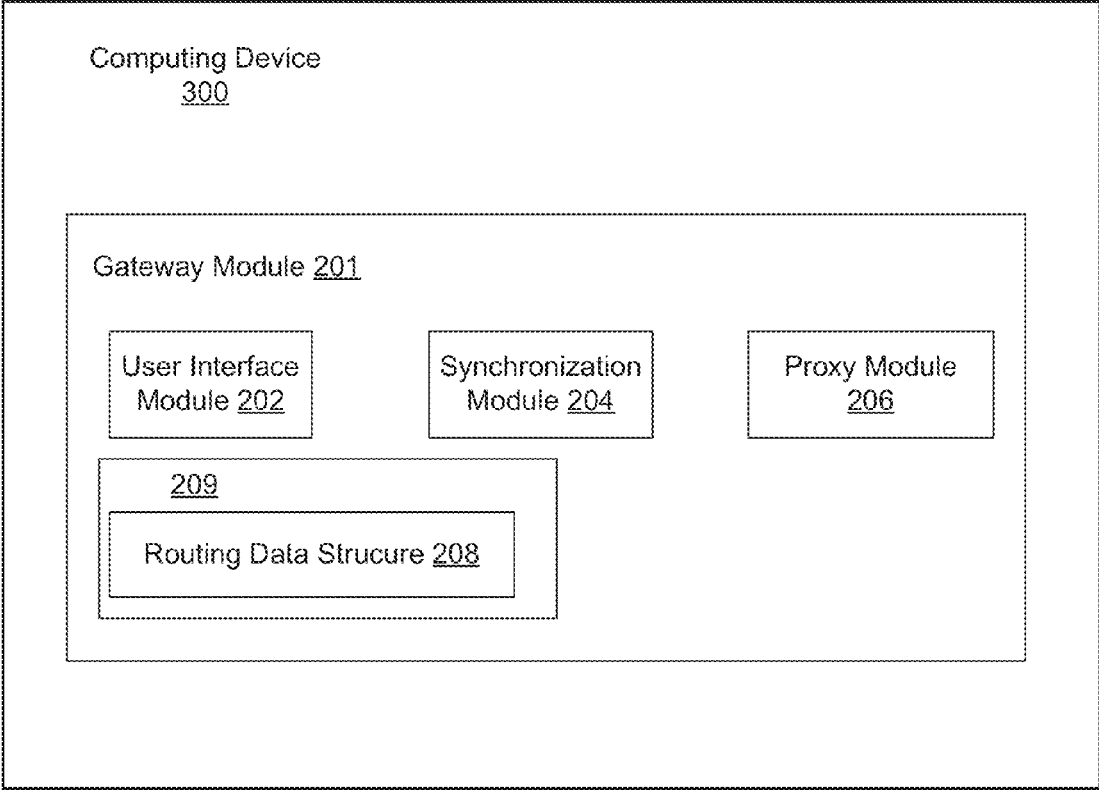 Computing Device
300
Gateway Module 201
User Interface
Module 202
Synchronization
Module 204
Proxy Module
206
209
Routing Data Strucure 208